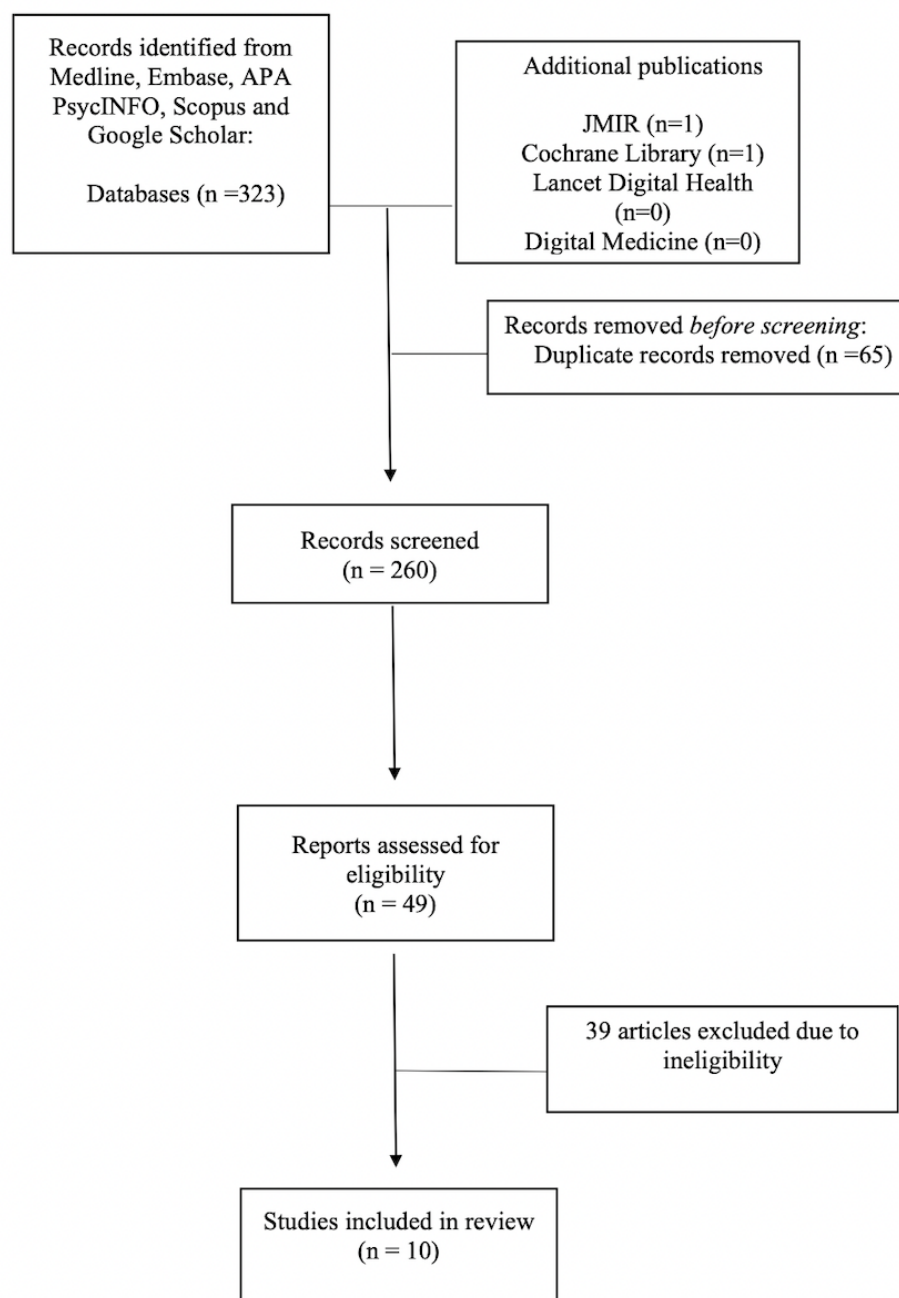 Records identified from
Medline, Embase, APA
PsycINFO, Scopus and
Google Scholar:
Databases (n =323)
Additional publications
JMIR (n=1)
Cochrane Library (n=1)
Lancet Digital Health
(n=0)
Digital Medicine (n=0)
Records removed before screening:
Duplicate records removed (n =65)
Records screened
(n = 260)
Reports assessed for
eligibility
(n = 49)
39 articles excluded due to
ineligibility
Studies included in review
(n = 10)